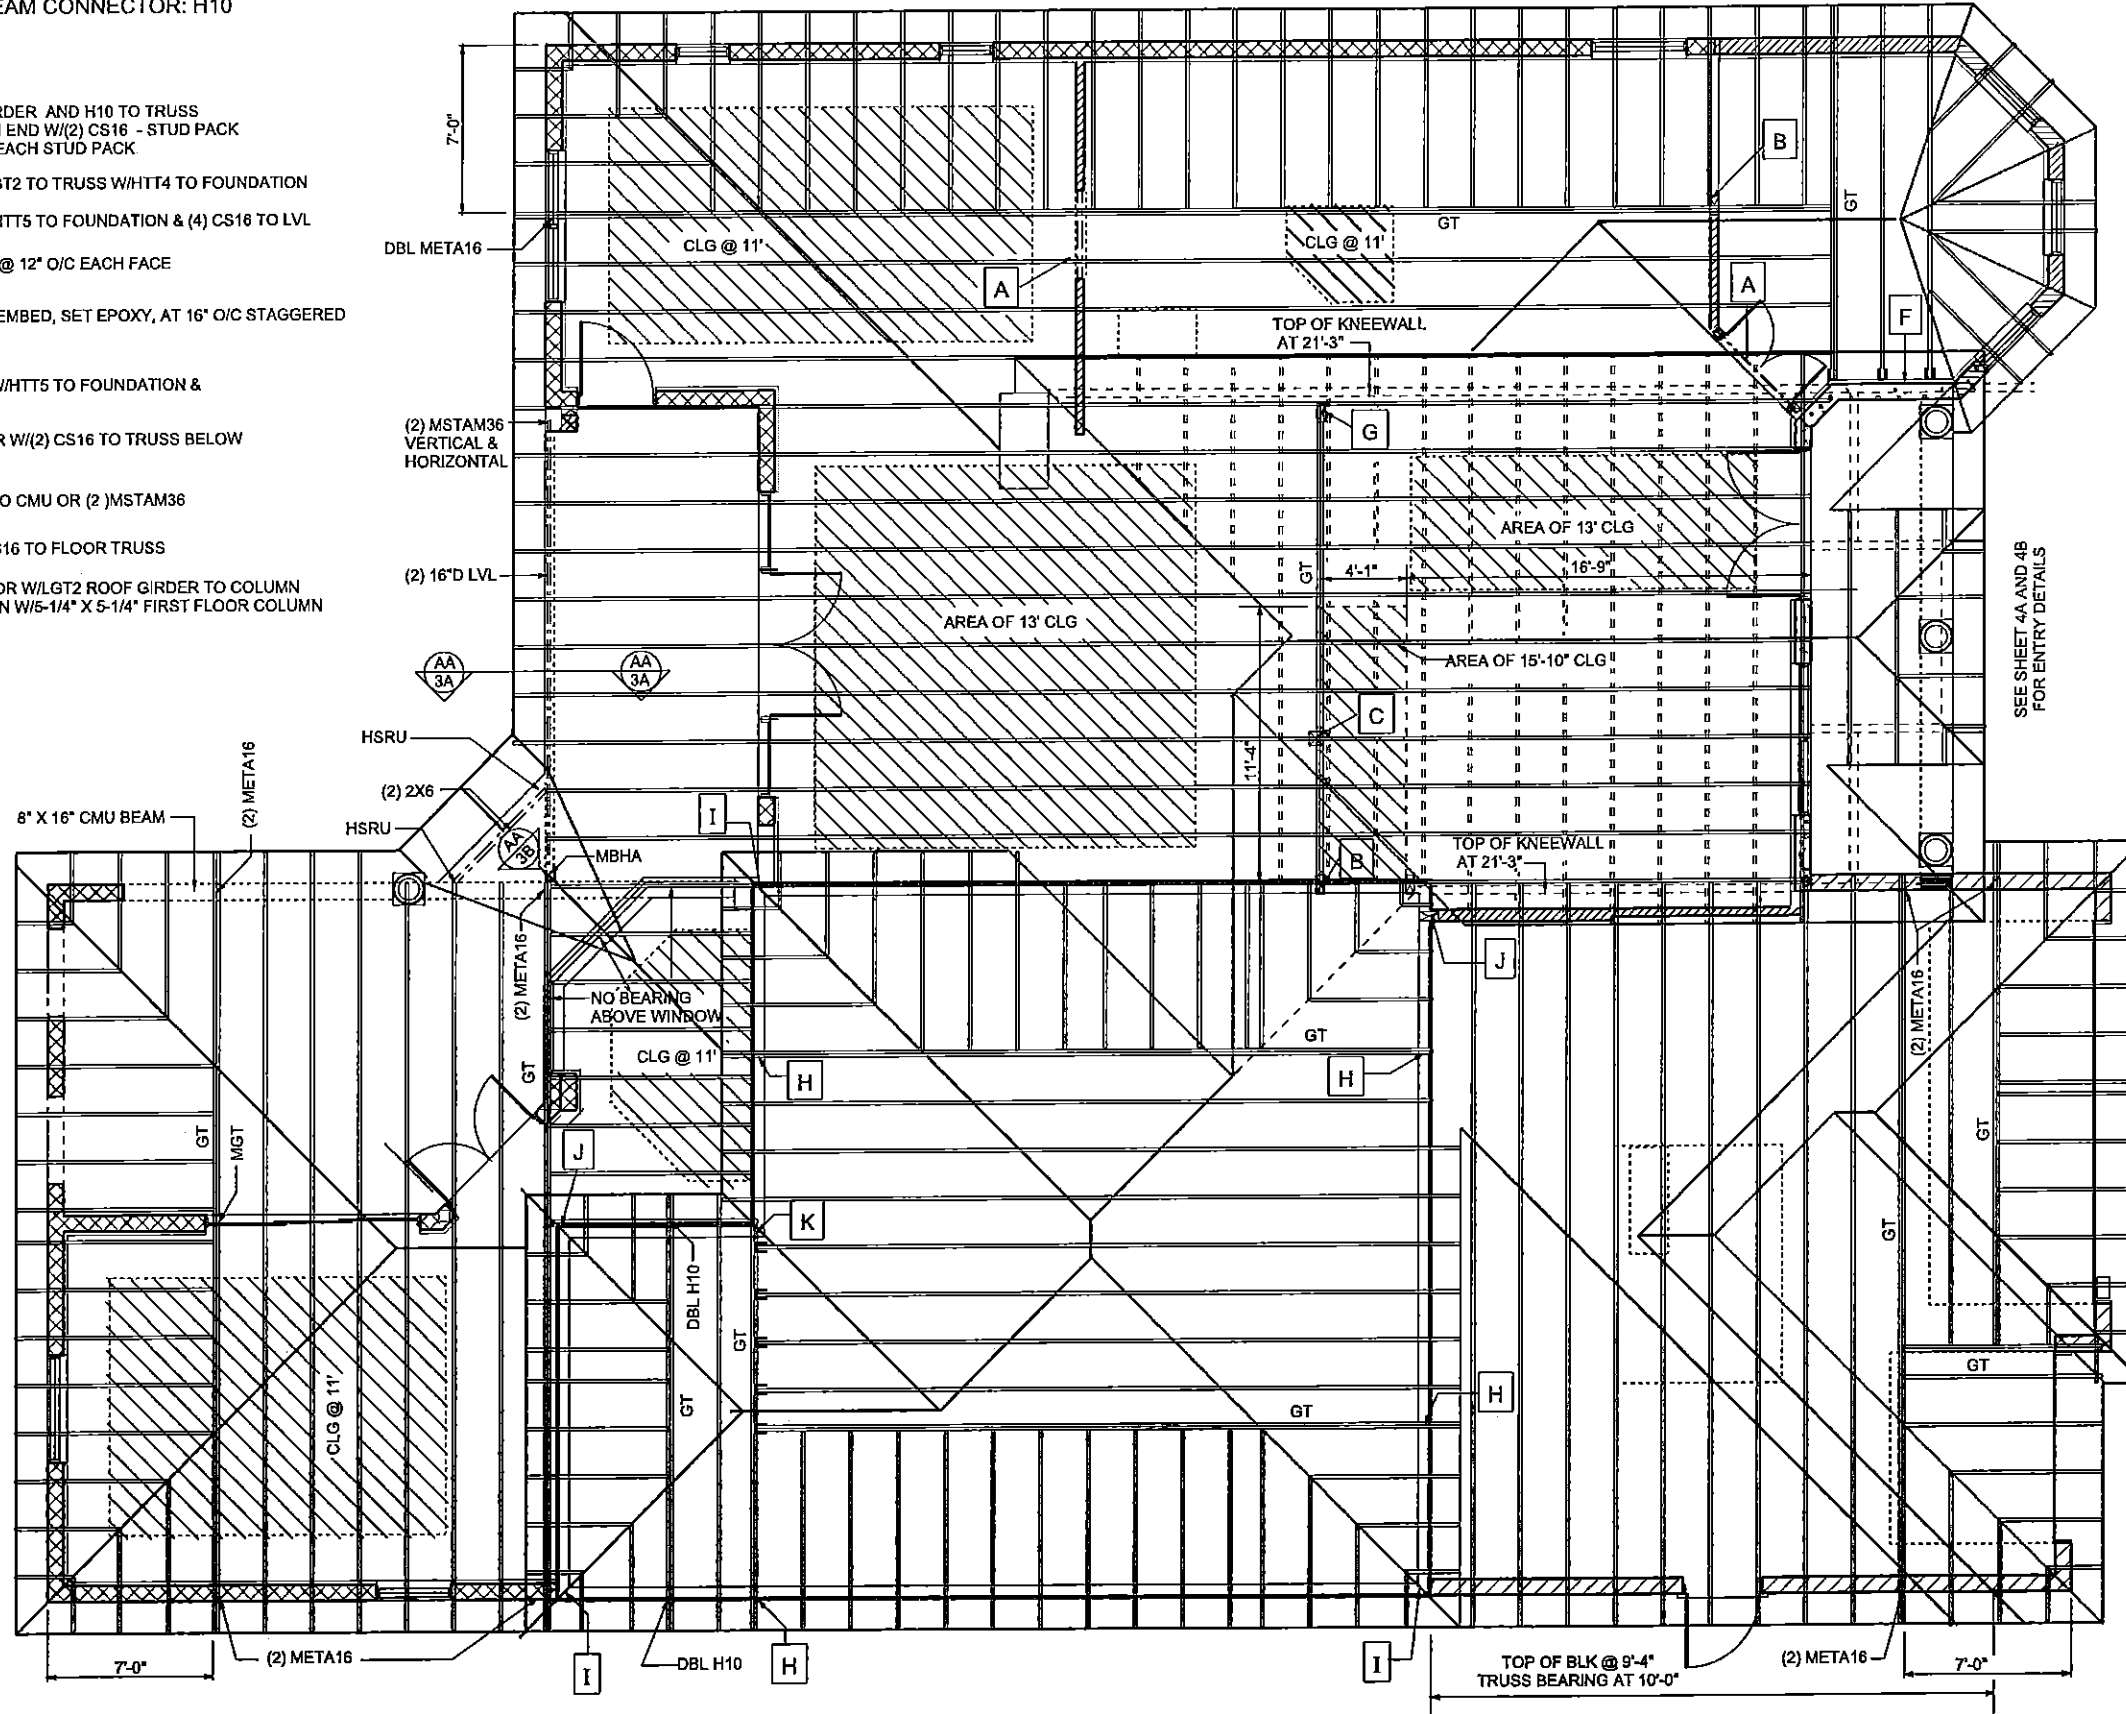 EAM CONNECTOR: H10
RDER AND H10 TO TRUSS
END W/(2) CS16 - STUD PACK
EACH STUD PACK
GT2 TO TRUSS W/HTT4 TO FOUNDATION
HTT5 TO FOUNDATION & (4) CS16 TO LVL
@ 12" O/C EACH FACE
EMBED, SET EPOXY, AT 16" O/C STAGGERED
W/HTT5 TO FOUNDATION &
R W/(2) CS16 TO TRUSS BELOW
O CMU OR (2 )MSTAM36
S16 TO FLOOR TRUSS
OR W/LGT2 ROOF GIRDER TO COLUMN
N W/5-1/4" X 5-1/4" FIRST FLOOR COLUMN
7'-0"
DBL META16
CLG @ 11'
A
CLG @ 11'
GT
B
GT
A
F
TOP OF KNEEWALL
AT 21'-3"
(2) MSTAM36
VERTICAL &
HORIZONTAL
G
AREA OF 13' CLG
(2) 16"D LVL
GT
4'-1"
16'-9"
AREA OF 13' CLG
AREA OF 15'-10" CLG
SEE SHEET 4A AND 4B
FOR ENTRY DETAILS
AA
3A
AA
3A
C
11'-4"
HSRU
(2) META16
(2) 2X6
8" X 16" CMU BEAM
HSRU
AA
3B
I
MBHA
B
TOP OF KNEEWALL
AT 21'-3"
(2) META16
NO BEARING
ABOVE WINDOW
J
(2) META16
CLG @ 11'
GT
GT
H
H
GT
MGT
GT
J
K
GT
DBL H10
GT
GT
CLG @ 11'
GT
GT
H
GT
(2) META16
7'-0"
I
DBL H10
H
I
TOP OF BLK @ 9'-4"
TRUSS BEARING AT 10'-0"
(2) META16
7'-0"